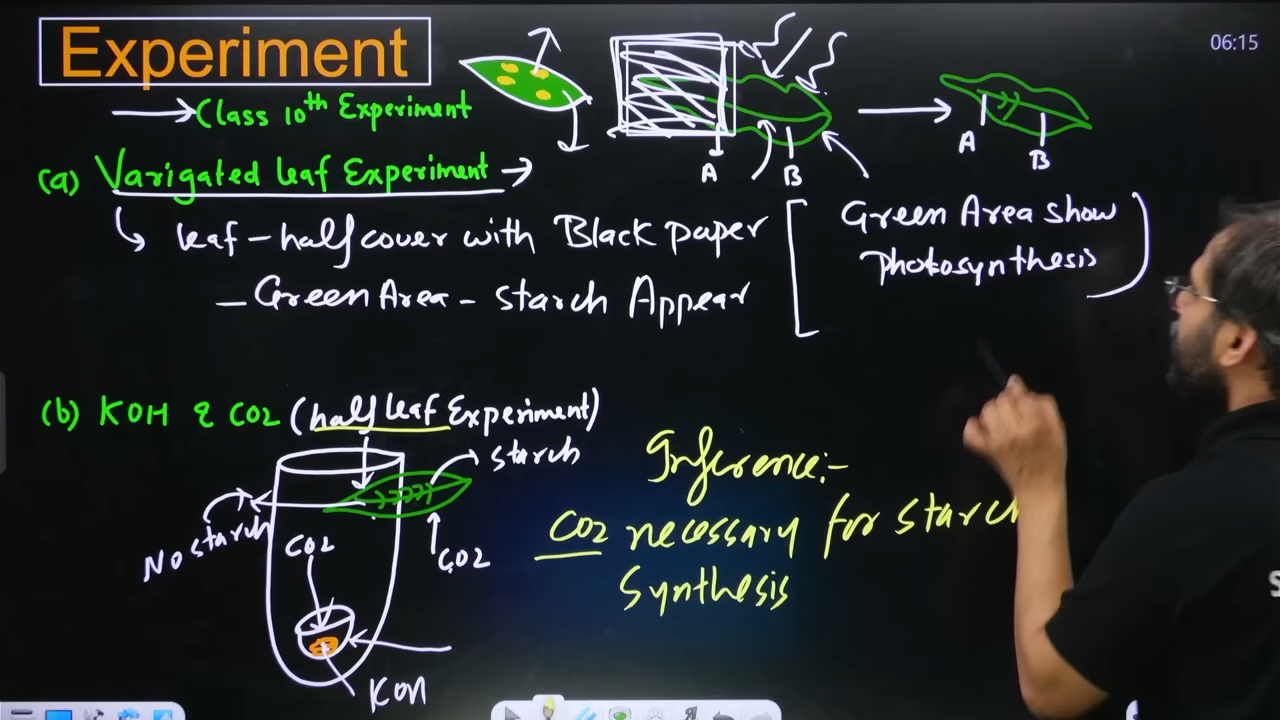 Experiment
06:15
Class 10th Experiment
A
B
A
B
(a) Varigated leaf Experiment
leaf - half cover with Black paper
- Green Area - starch Appear
Green Area show
Photosynthesis
(b) KOH & CO2 (half leaf Experiment)
starch
No starch
CO2
CO2
KOH
Inference:-
CO2 necessary for starch
Synthesis